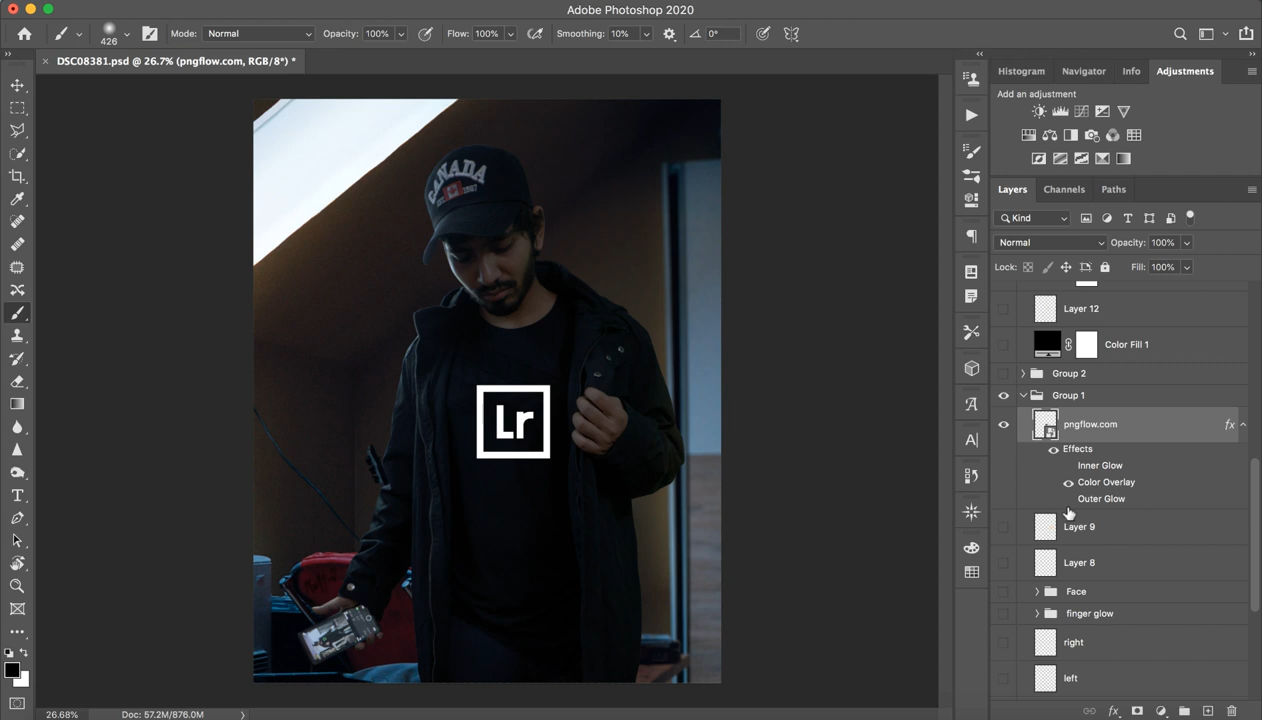 Adobe Photoshop 2020
426
Mode: Normal
Opacity: 100%
Flow: 100%
Smoothing: 10%
0°
DSC08381.psd @ 26.7% (pngflow.com, RGB/8*) *
Histogram
Navigator
Info
Adjustments
Add an adjustment
Layers
Channels
Paths
Kind
Normal
Opacity: 100%
Lock:
Fill: 100%
Layer 12
Color Fill 1
Group 2
Group 1
pngflow.com
fx
Effects
Inner Glow
Color Overlay
Outer Glow
Layer 9
Layer 8
Face
finger glow
right
left
CANADA
Lr
26.68%
Doc: 57.2M/876.0M
fx